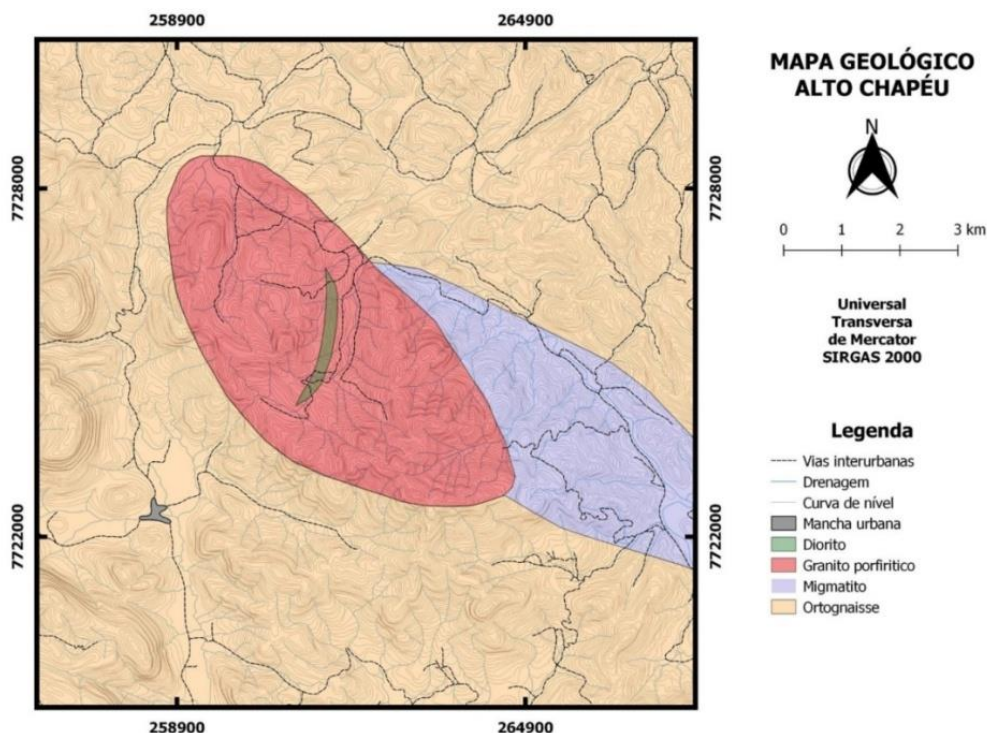 258900
264900
MAPA GEOLÓGICO
ALTO CHAPÉU
N
7728000
7728000
0 1 2 3 km
Universal
Transversa
de Mercator
SIRGAS 2000
Legenda
Vias interurbanas
Drenagem
Curva de nível
7722000
7722000
Mancha urbana
Diorito
Granito porfiritico
Migmatito
Ortognaisse
258900
264900